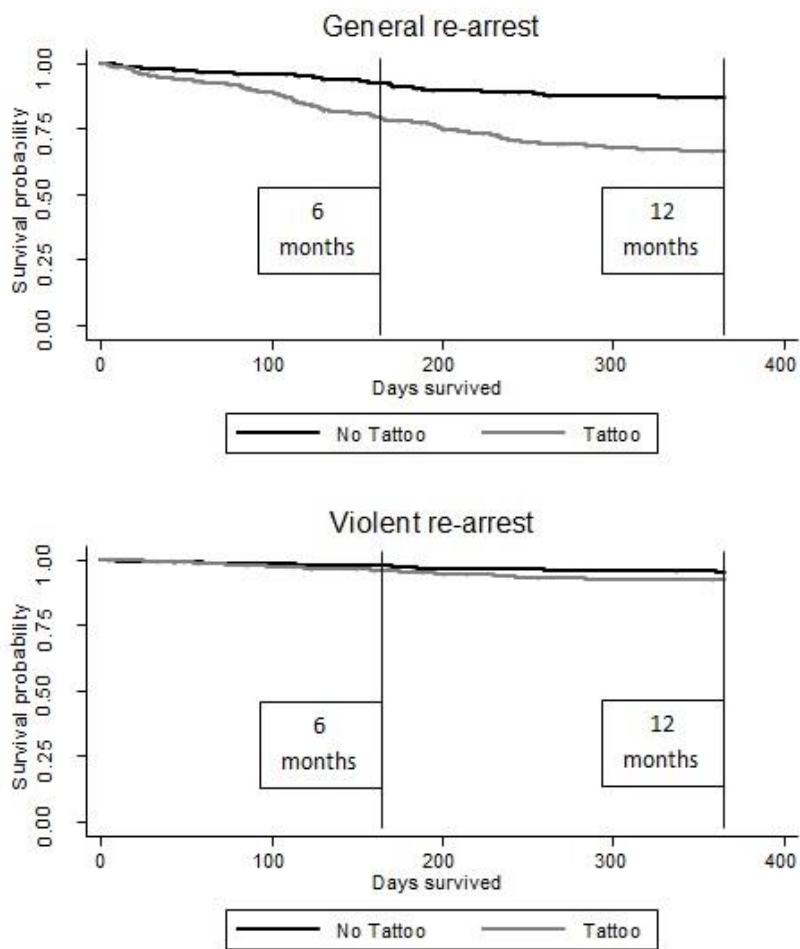 General re-arrest
Survival probability
1.00
0.75
0.50
0.25
0.00
6
months
12
months
0 100 200 300 400
Days survived
No Tattoo Tattoo
Violent re-arrest
Survival probability
1.00
0.75
0.50
0.25
0.00
6
months
12
months
0 100 200 300 400
Days survived
No Tattoo Tattoo